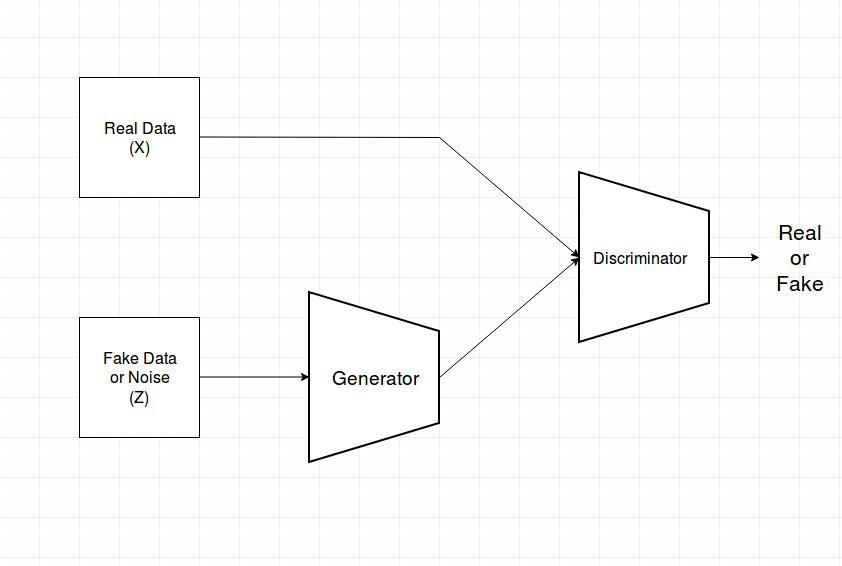 Real Data
(X)
Fake Data
or Noise
(Z)
Generator
Discriminator
Real
or
Fake